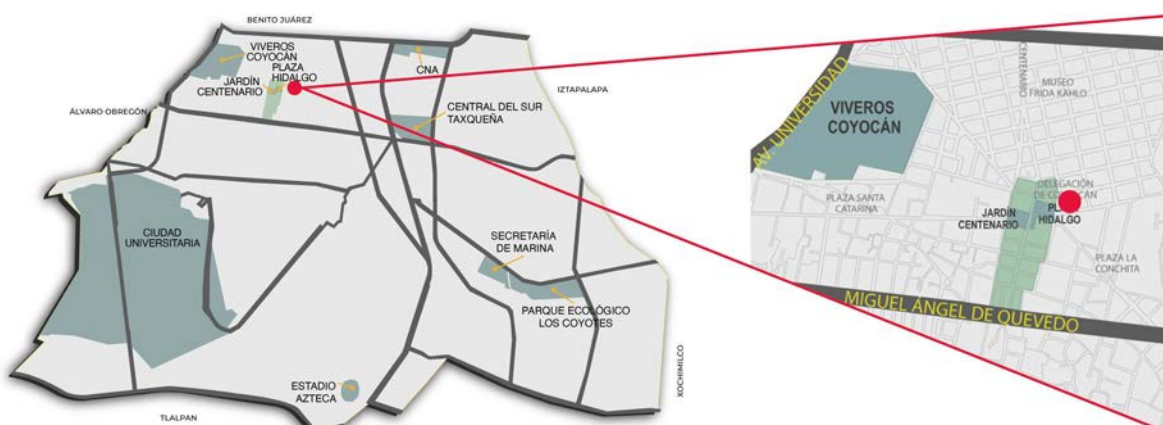 BENITO JUÁREZ
VIVEROS
COYOCÁN
PLAZA
HIDALGO
JARDÍN
CENTENARIO
CNA
IZTAPALAPA
ÁLVARO OBREGÓN
CENTRAL DEL SUR
TAXQUEÑA
CIUDAD
UNIVERSITARIA
SECRETARÍA
DE MARINA
PARQUE ECOLÓGICO
LOS COYOTES
ESTADIO
AZTECA
XOCHIMILCO
TLALPAN
AV. UNIVERSIDAD
VIVEROS
COYOCÁN
CENTENARIO
MUSEO
FRIDA KAHLO
PLAZA SANTA
CATARINA
DELEGACIÓN
JARDÍN
CENTENARIO
HIDALGO
PLAZA LA
CONCHITA
MIGUEL ÁNGEL DE QUEVEDO